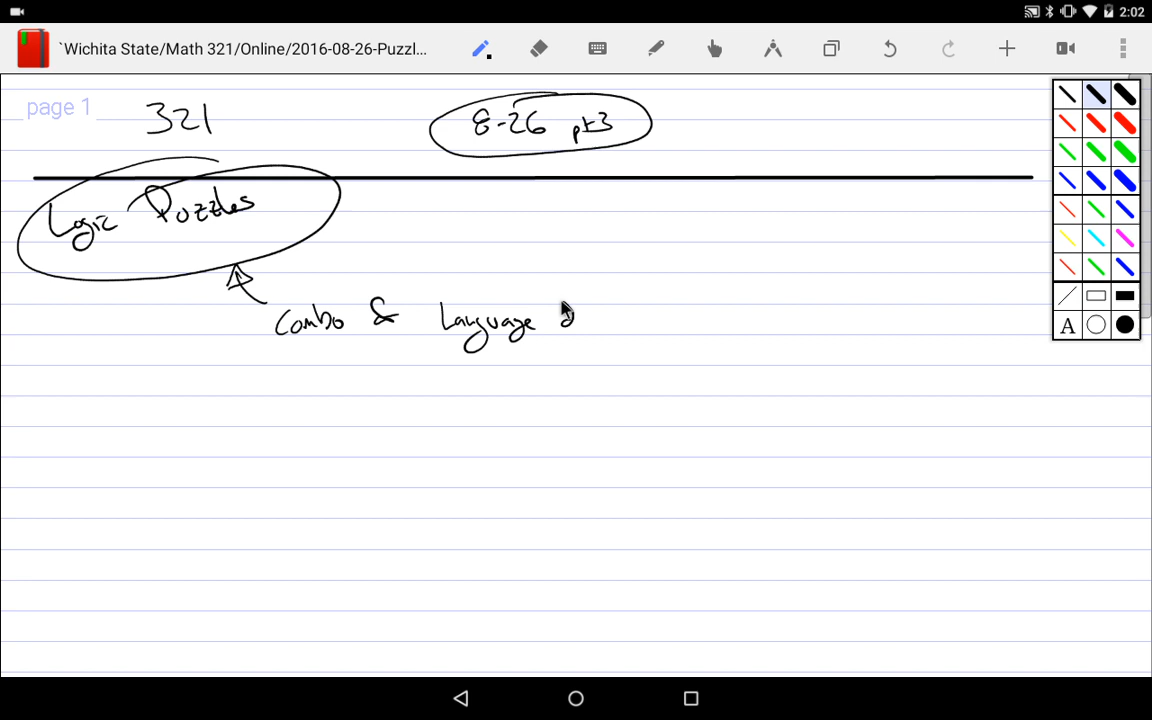 2:02
`Wichita State/Math 321/Online/2016-08-26-Puzzl...
page 1
321
8-26 pt3
Logic Puzzles
Combo & Language &
A